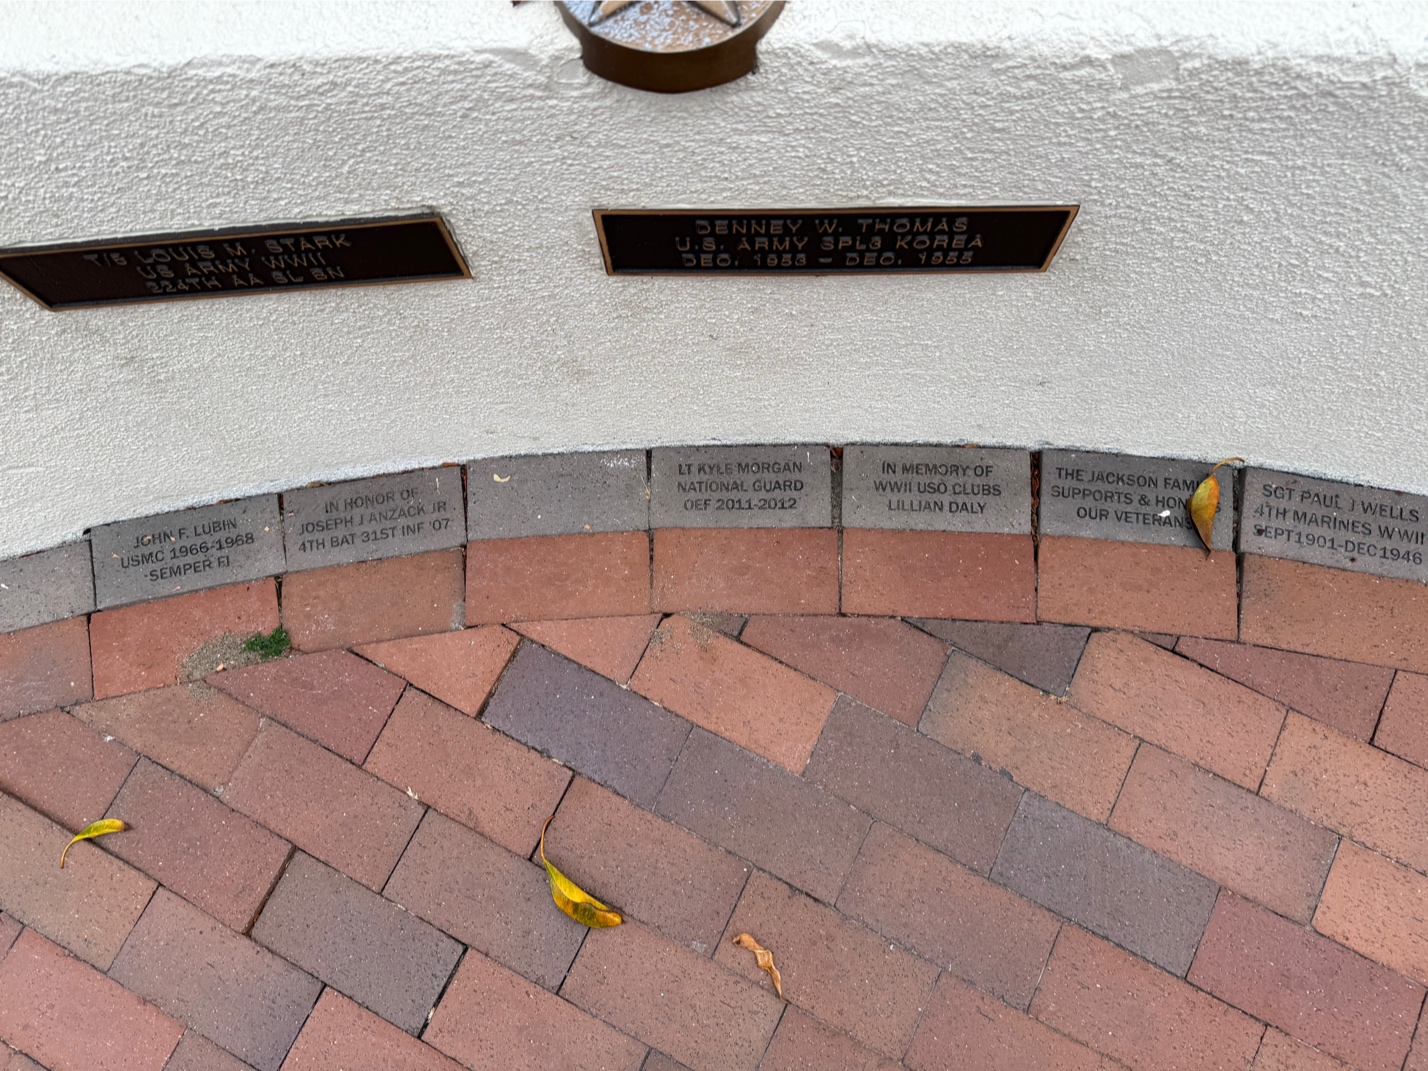 T/5 LOUIS M. STARK
US ARMY WWII
224TH AA SL BN
DENNEY W. THOMAS
U.S. ARMY SPL3 KOREA
DEC. 1953 - DEC. 1955
JOHN F. LUBIN
USMC 1966-1968
SEMPER FI
IN HONOR OF
JOSEPH J ANZACK JR
4TH BAT 31ST INF '07
LT KYLE MORGAN
NATIONAL GUARD
OEF 2011-2012
IN MEMORY OF
WWII USO CLUBS
LILLIAN DALY
THE JACKSON
SUPPORTS &
OUR VETERANS
SGT PAUL J WELLS
4TH MARINES WWII
SEPT1901-DEC1946